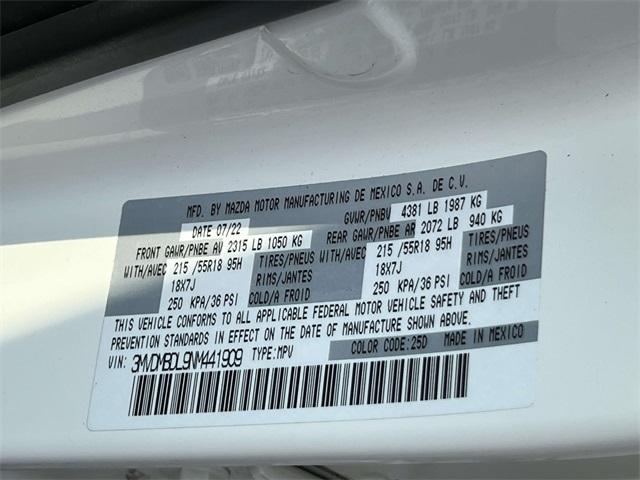 MFD. BY MAZDA MOTOR MANUFACTURING DE MEXICO S.A. DE C.V.
DATE 07/22 GVWR/PNBV 4381 LB 1987 KG
FRONT GAWR/PNBE AV 2315 LB 1050 KG REAR GAWR/PNBE AR 2072 LB 940 KG
WITH/AVEC 215 /55R18 95H TIRES/PNEUS WITH/AVEC 215 /55R18 95H TIRES/PNEUS
18X7J RIMS/JANTES 18X7J RIMS/JANTES
250 KPA/36 PSI COLD/A FROID 250 KPA/36 PSI COLD/A FROID
THIS VEHICLE CONFORMS TO ALL APPLICABLE FEDERAL MOTOR VEHICLE SAFETY AND THEFT
PREVENTION STANDARDS IN EFFECT ON THE DATE OF MANUFACTURE SHOWN ABOVE.
VIN: 3MVDMBDL9NM441909 TYPE:MPV COLOR CODE:25D MADE IN MEXICO